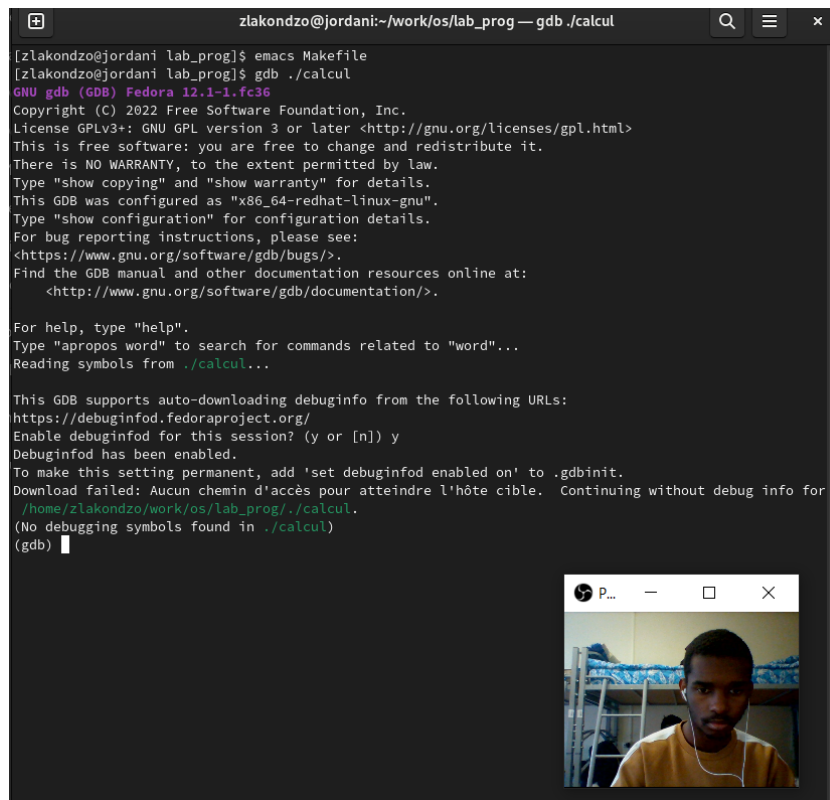 zlakondzo@jordani:~/work/os/lab_prog — gdb ./calcul
[zlakondzo@jordani lab_prog]$ emacs Makefile
[zlakondzo@jordani lab_prog]$ gdb ./calcul
GNU gdb (GDB) Fedora 12.1-1.fc36
Copyright (C) 2022 Free Software Foundation, Inc.
License GPLv3+: GNU GPL version 3 or later <http://gnu.org/licenses/gpl.html>
This is free software: you are free to change and redistribute it.
There is NO WARRANTY, to the extent permitted by law.
Type "show copying" and "show warranty" for details.
This GDB was configured as "x86_64-redhat-linux-gnu".
Type "show configuration" for configuration details.
For bug reporting instructions, please see:
<https://www.gnu.org/software/gdb/bugs/>.
Find the GDB manual and other documentation resources online at:
    <http://www.gnu.org/software/gdb/documentation/>.
For help, type "help".
Type "apropos word" to search for commands related to "word"...
Reading symbols from ./calcul...
This GDB supports auto-downloading debuginfo from the following URLs:
https://debuginfod.fedoraproject.org/
Enable debuginfod for this session? (y or [n]) y
Debuginfod has been enabled.
To make this setting permanent, add 'set debuginfod enabled on' to .gdbinit.
Download failed: Aucun chemin d'accès pour atteindre l'hôte cible.  Continuing without debug info for
 /home/zlakondzo/work/os/lab_prog/./calcul.
(No debugging symbols found in ./calcul)
(gdb)
P...